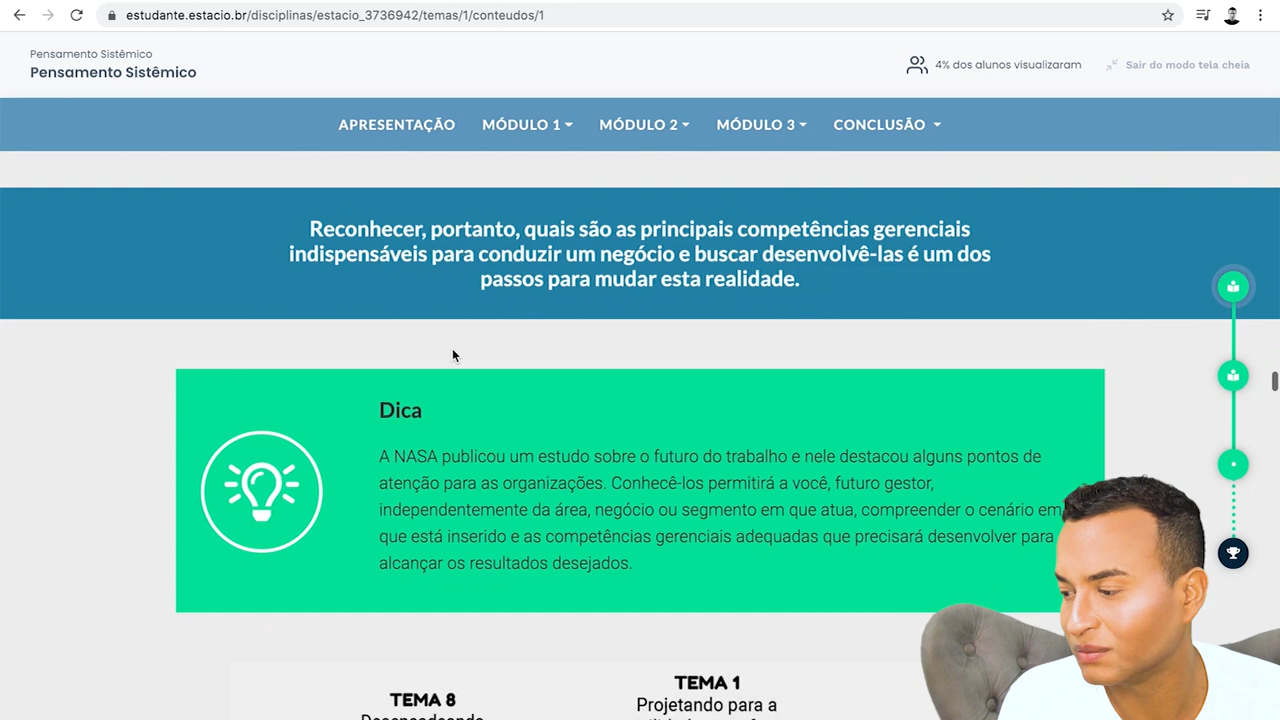 estudante.estacio.br/disciplinas/estacio_3736942/temas/1/conteudos/1
Pensamento Sistêmico
Pensamento Sistêmico
4% dos alunos visualizaram
Sair do modo tela cheia
APRESENTAÇÃO MÓDULO 1 MÓDULO 2 MÓDULO 3 CONCLUSÃO
Reconhecer, portanto, quais são as principais competências gerenciais
indispensáveis para conduzir um negócio e buscar desenvolvê-las é um dos
passos para mudar esta realidade.
Dica
A NASA publicou um estudo sobre o futuro do trabalho e nele destacou alguns pontos de
atenção para as organizações. Conhecê-los permitirá a você, futuro gestor,
independentemente da área, negócio ou segmento em que atua, compreender o cenário em
que está inserido e as competências gerenciais adequadas que precisará desenvolver para
alcançar os resultados desejados.
TEMA 8
TEMA 1
Projetando para a